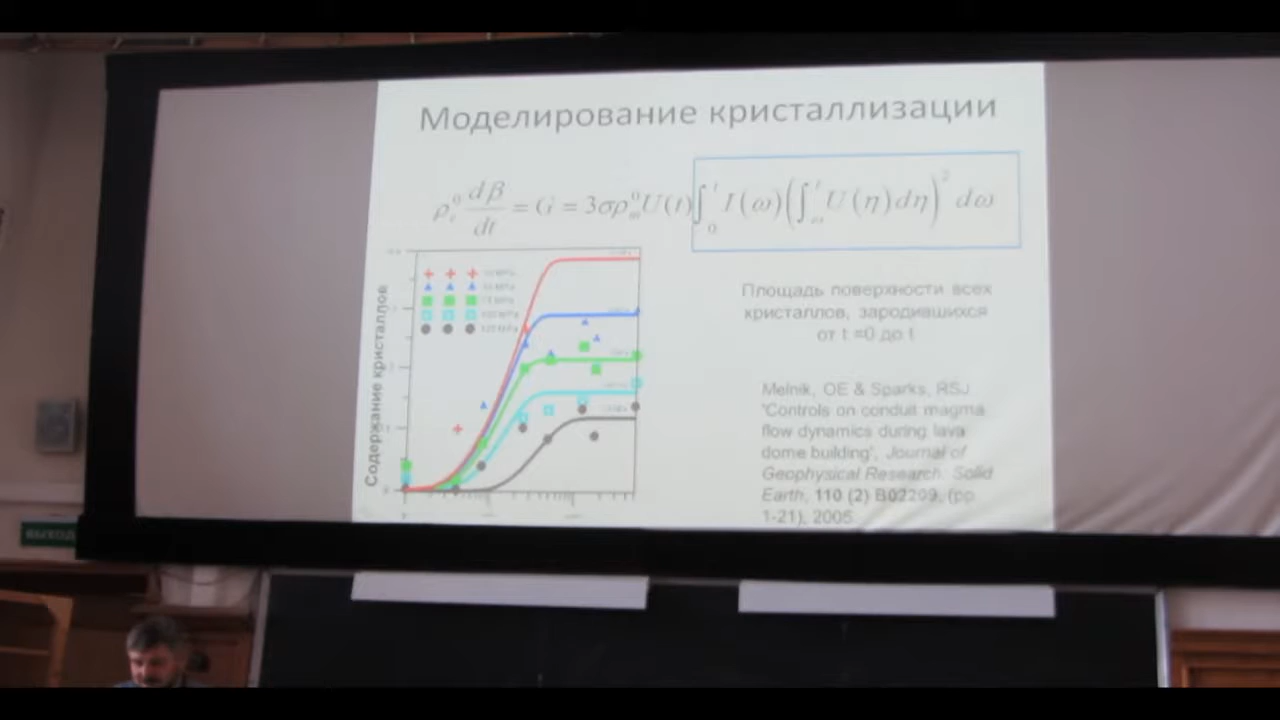 Моделирование кристаллизации
dβ/dt = G = 3σρ_m^0 U(t) ∫_0^t I(ω) (∫_ω^t U(η)dη)^2 dω
Содержание кристаллов
Площадь поверхности всех
кристаллов, зародившихся
от t =0 до t
Melnik, OE & Sparks, RSJ
'Controls on conduit magma
flow dynamics during lava
dome building', Journal of
Geophysical Research. Solid
Earth, 110 (2) B02209, (pp
1-21), 2005
ВЫХОД